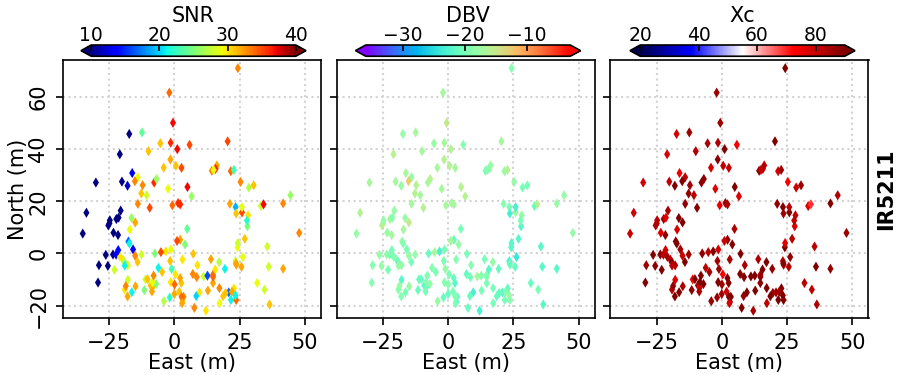 SNR DBV Xc
10 20 30 40 −30 −20 −10 20 40 60 80
60
40
20
0
−20
North (m)
IR5211
−25 0 25 50 −25 0 25 50 −25 0 25 50
East (m) East (m) East (m)